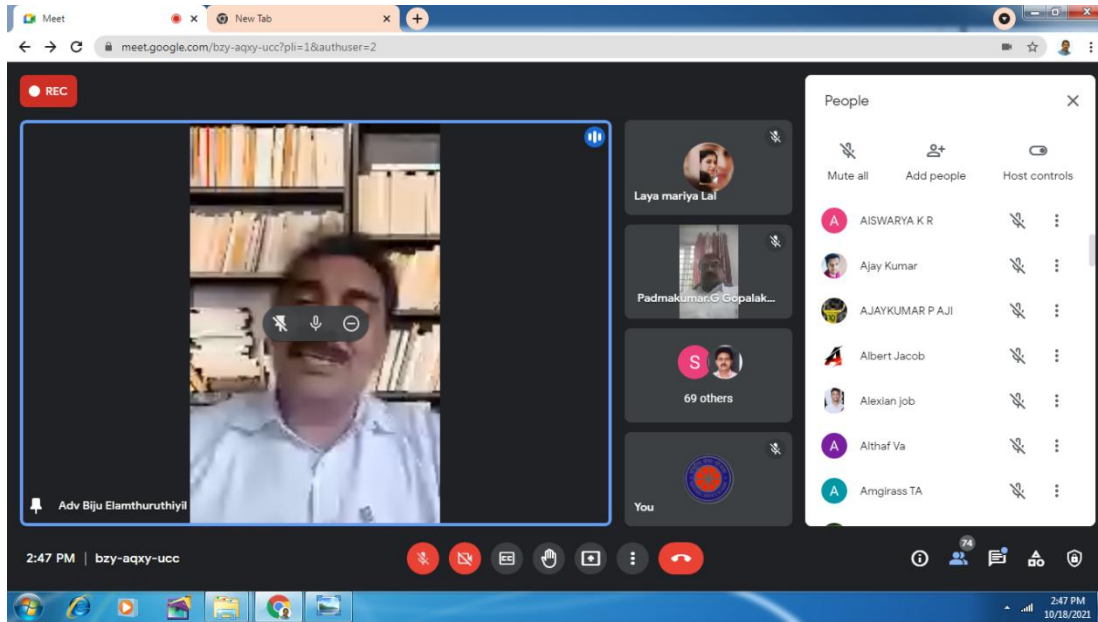 Meet
New Tab
meet.google.com/bzy-aqxy-ucc?pli=1&authuser=2
REC
Adv Biju Elamthuruthiyil
Laya mariya Lal
Padmakumar.G Gopalak...
S
69 others
You
People
Mute all Add people Host controls
A AISWARYA K R
Ajay Kumar
AJAYKUMAR P AJI
Albert Jacob
Alexian job
A Althaf Va
A Amgirass TA
2:47 PM | bzy-aqxy-ucc
CC
74
2:47 PM
10/18/2021